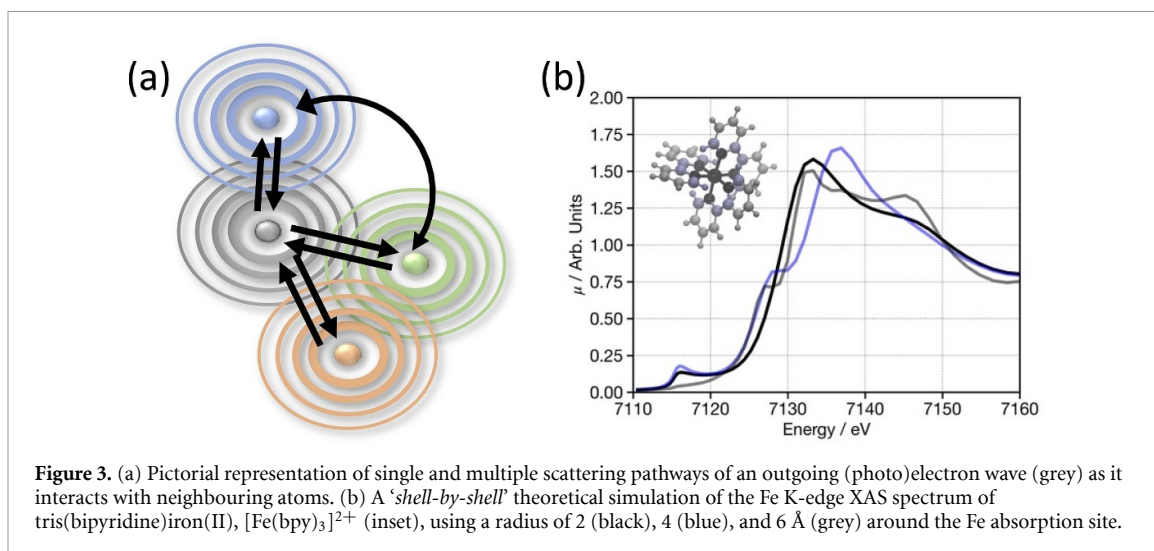 (a)
(b)
2.00
1.75
1.50
1.25
1.00
0.75
0.50
0.25
0.00
μ / Arb. Units
7110 7120 7130 7140 7150 7160
Energy / eV
Figure 3. (a) Pictorial representation of single and multiple scattering pathways of an outgoing (photo)electron wave (grey) as it
interacts with neighbouring atoms. (b) A ‘shell-by-shell’ theoretical simulation of the Fe K-edge XAS spectrum of
tris(bipyridine)iron(II), [Fe(bpy)₃]²⁺ (inset), using a radius of 2 (black), 4 (blue), and 6 Å (grey) around the Fe absorption site.